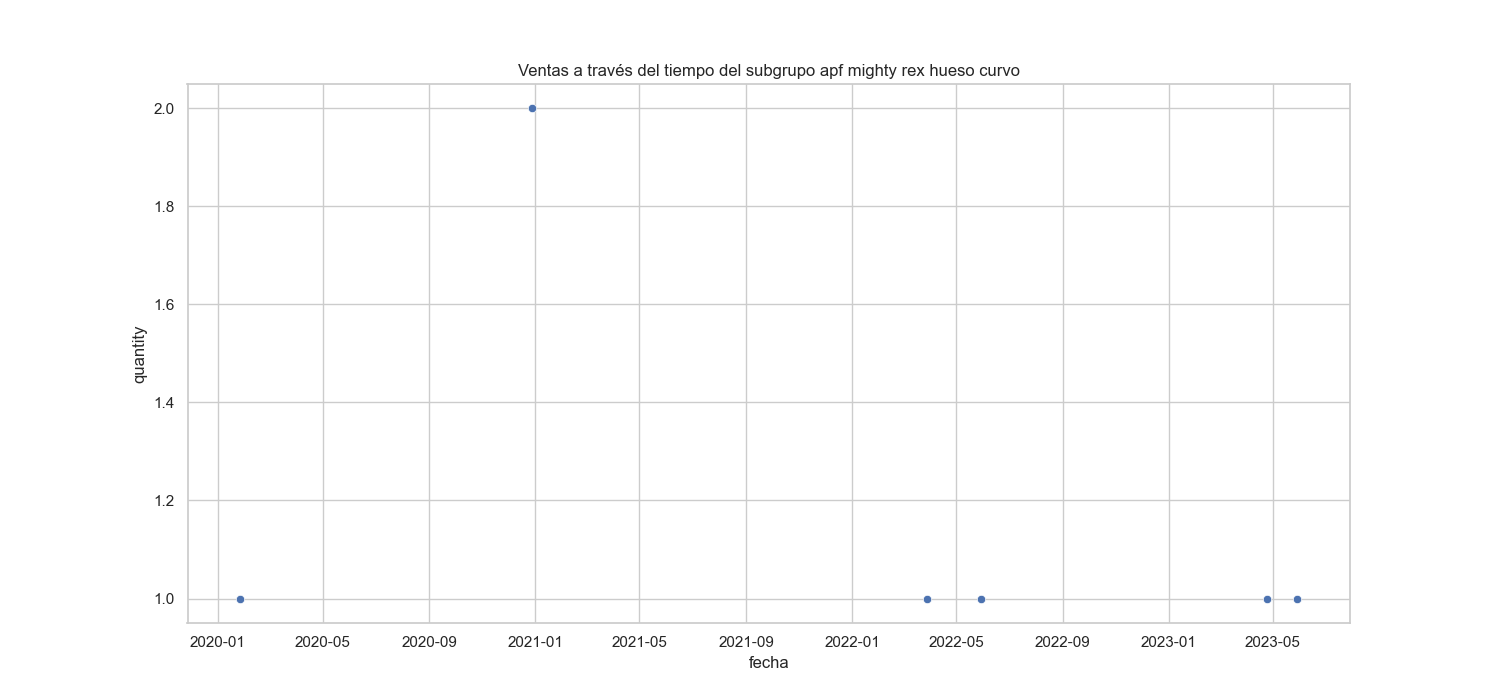 Ventas a través del tiempo del subgrupo apf mighty rex hueso curvo
2.0
1.8
1.6
1.4
1.2
1.0
quantity
2020-01 2020-05 2020-09 2021-01 2021-05 2021-09 2022-01 2022-05 2022-09 2023-01 2023-05
fecha